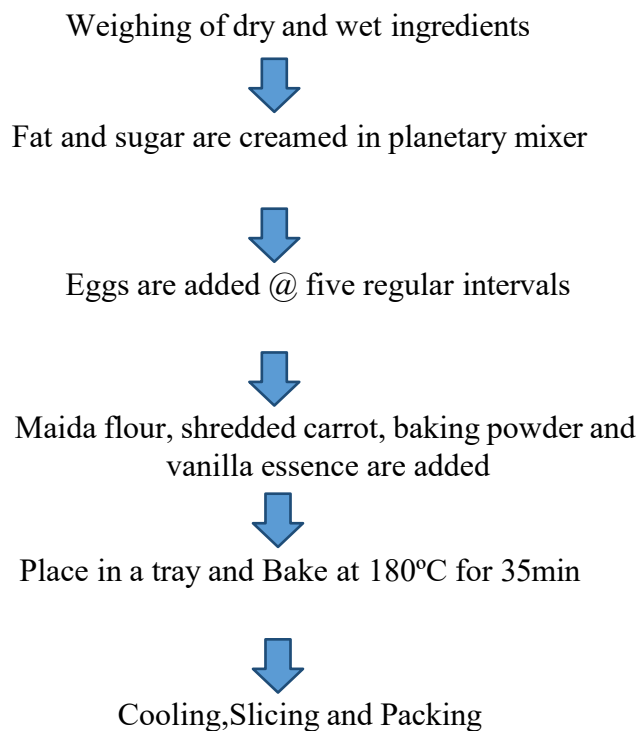 Weighing of dry and wet ingredients
Fat and sugar are creamed in planetary mixer
Eggs are added @ five regular intervals
Maida flour, shredded carrot, baking powder and
vanilla essence are added
Place in a tray and Bake at 180ºC for 35min
Cooling,Slicing and Packing